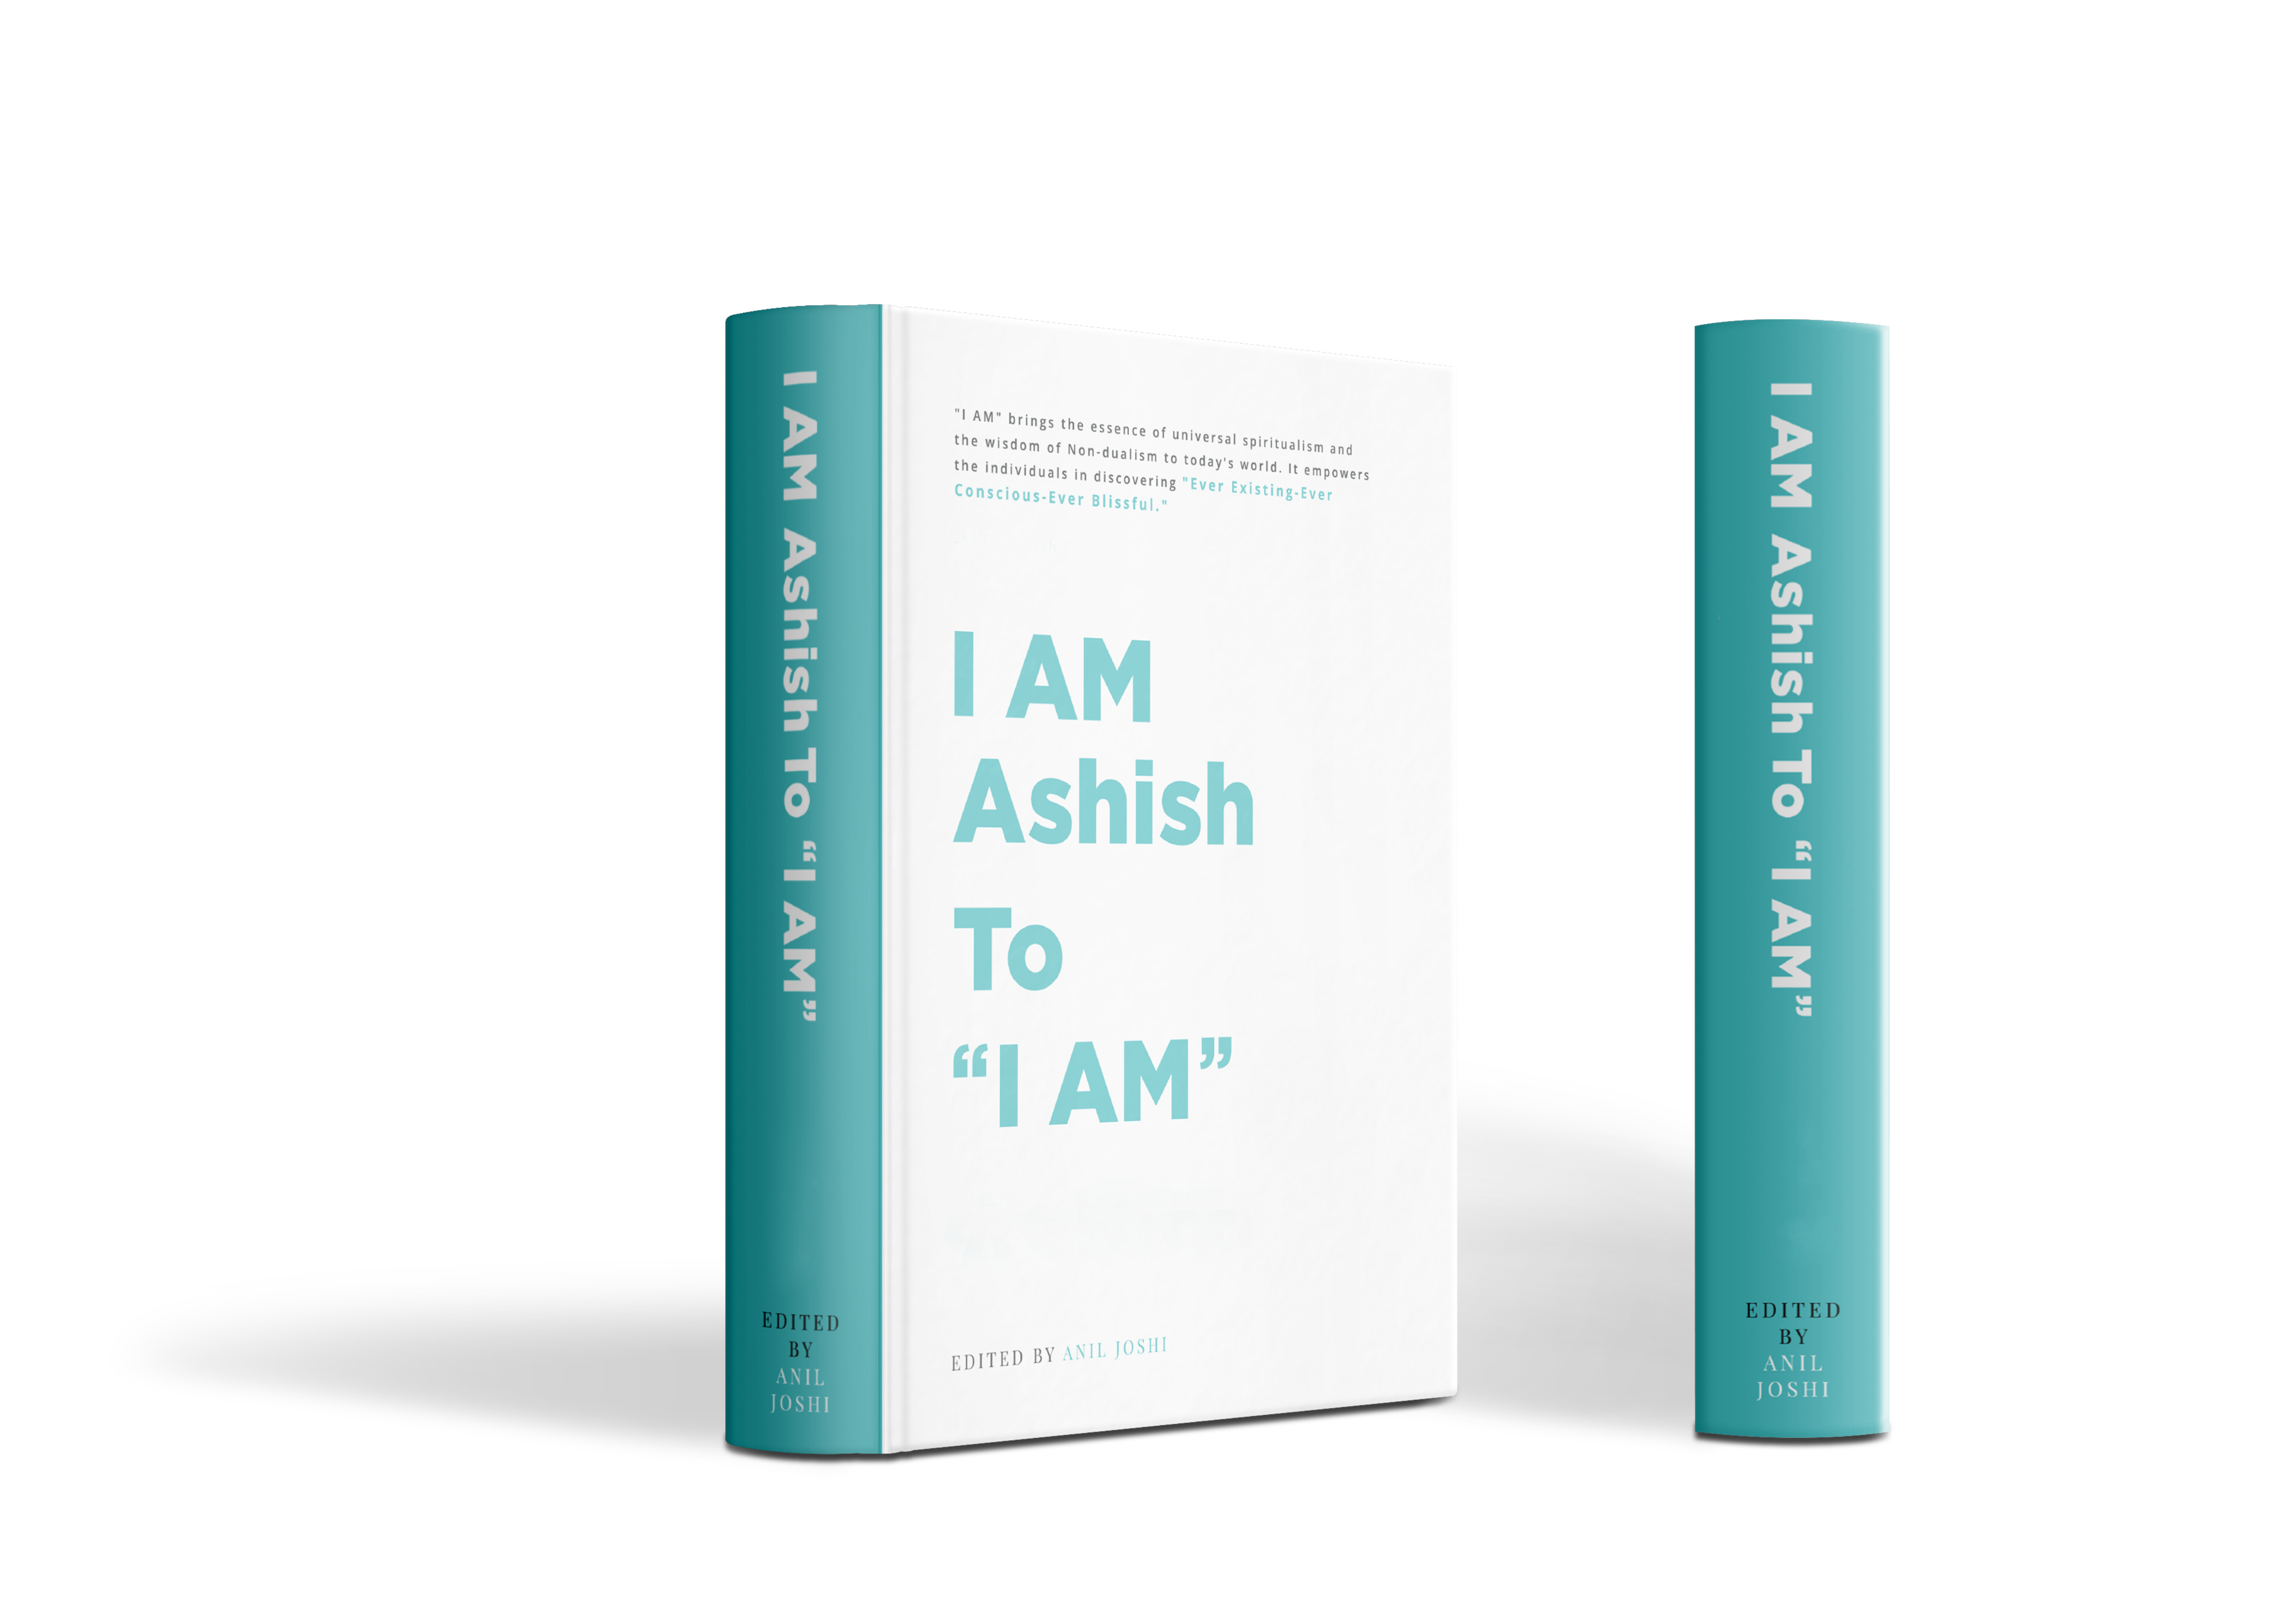 I AM Ashish To “I AM”
EDITED
BY
ANIL
JOSHI
"I AM" brings the essence of universal spiritualism and
the wisdom of Non-dualism to today's world. It empowers
the individuals in discovering "Ever Existing-Ever
Conscious-Ever Blissful."
I AM
Ashish
To
“I AM”
EDITED BY ANIL JOSHI
I AM Ashish To “I AM”
EDITED
BY
ANIL
JOSHI